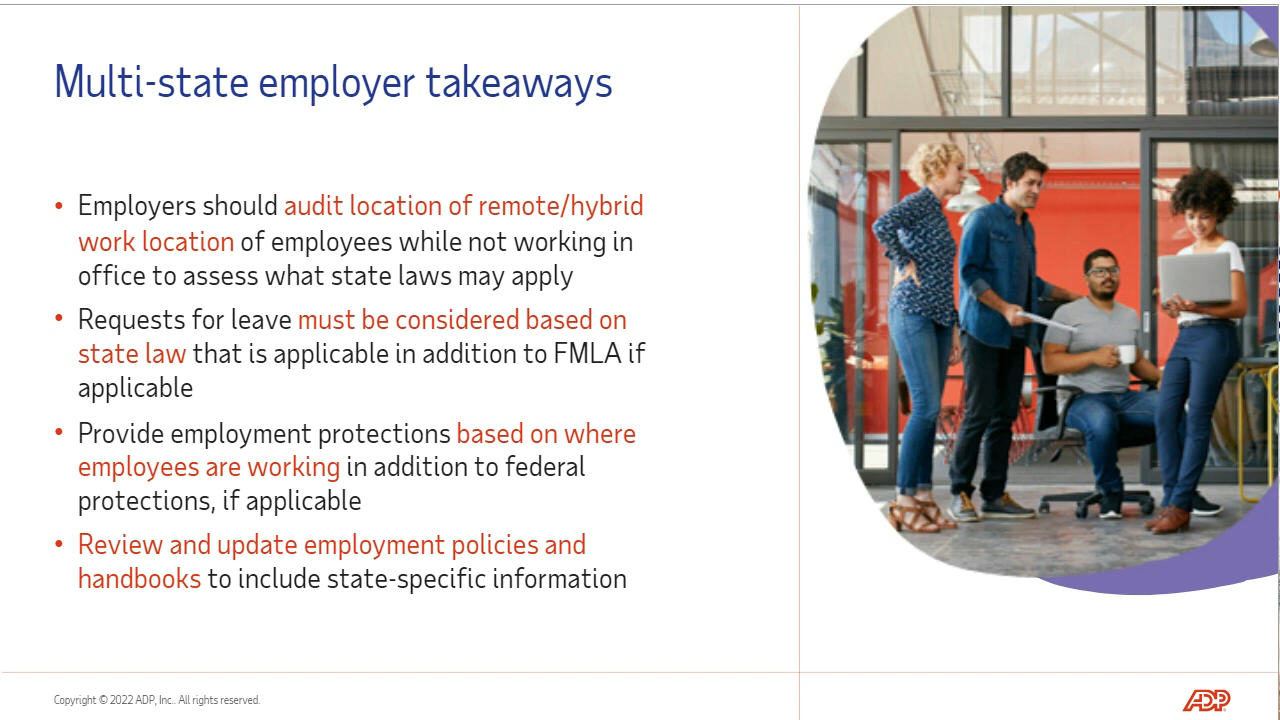 Multi-state employer takeaways
• Employers should audit location of remote/hybrid
work location of employees while not working in
office to assess what state laws may apply
• Requests for leave must be considered based on
state law that is applicable in addition to FMLA if
applicable
• Provide employment protections based on where
employees are working in addition to federal
protections, if applicable
• Review and update employment policies and
handbooks to include state-specific information
Copyright © 2022 ADP, Inc.. All rights reserved.
ADP